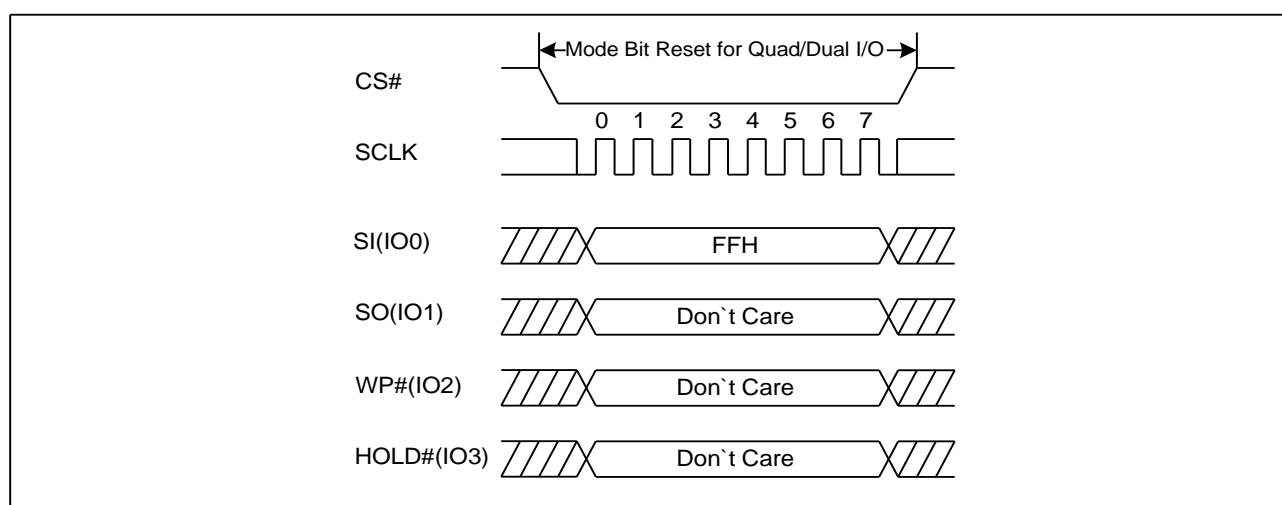 Mode Bit Reset for Quad/Dual I/O
CS#
0 1 2 3 4 5 6 7
SCLK
SI(IO0) FFH
SO(IO1) Don`t Care
WP#(IO2) Don`t Care
HOLD#(IO3) Don`t Care